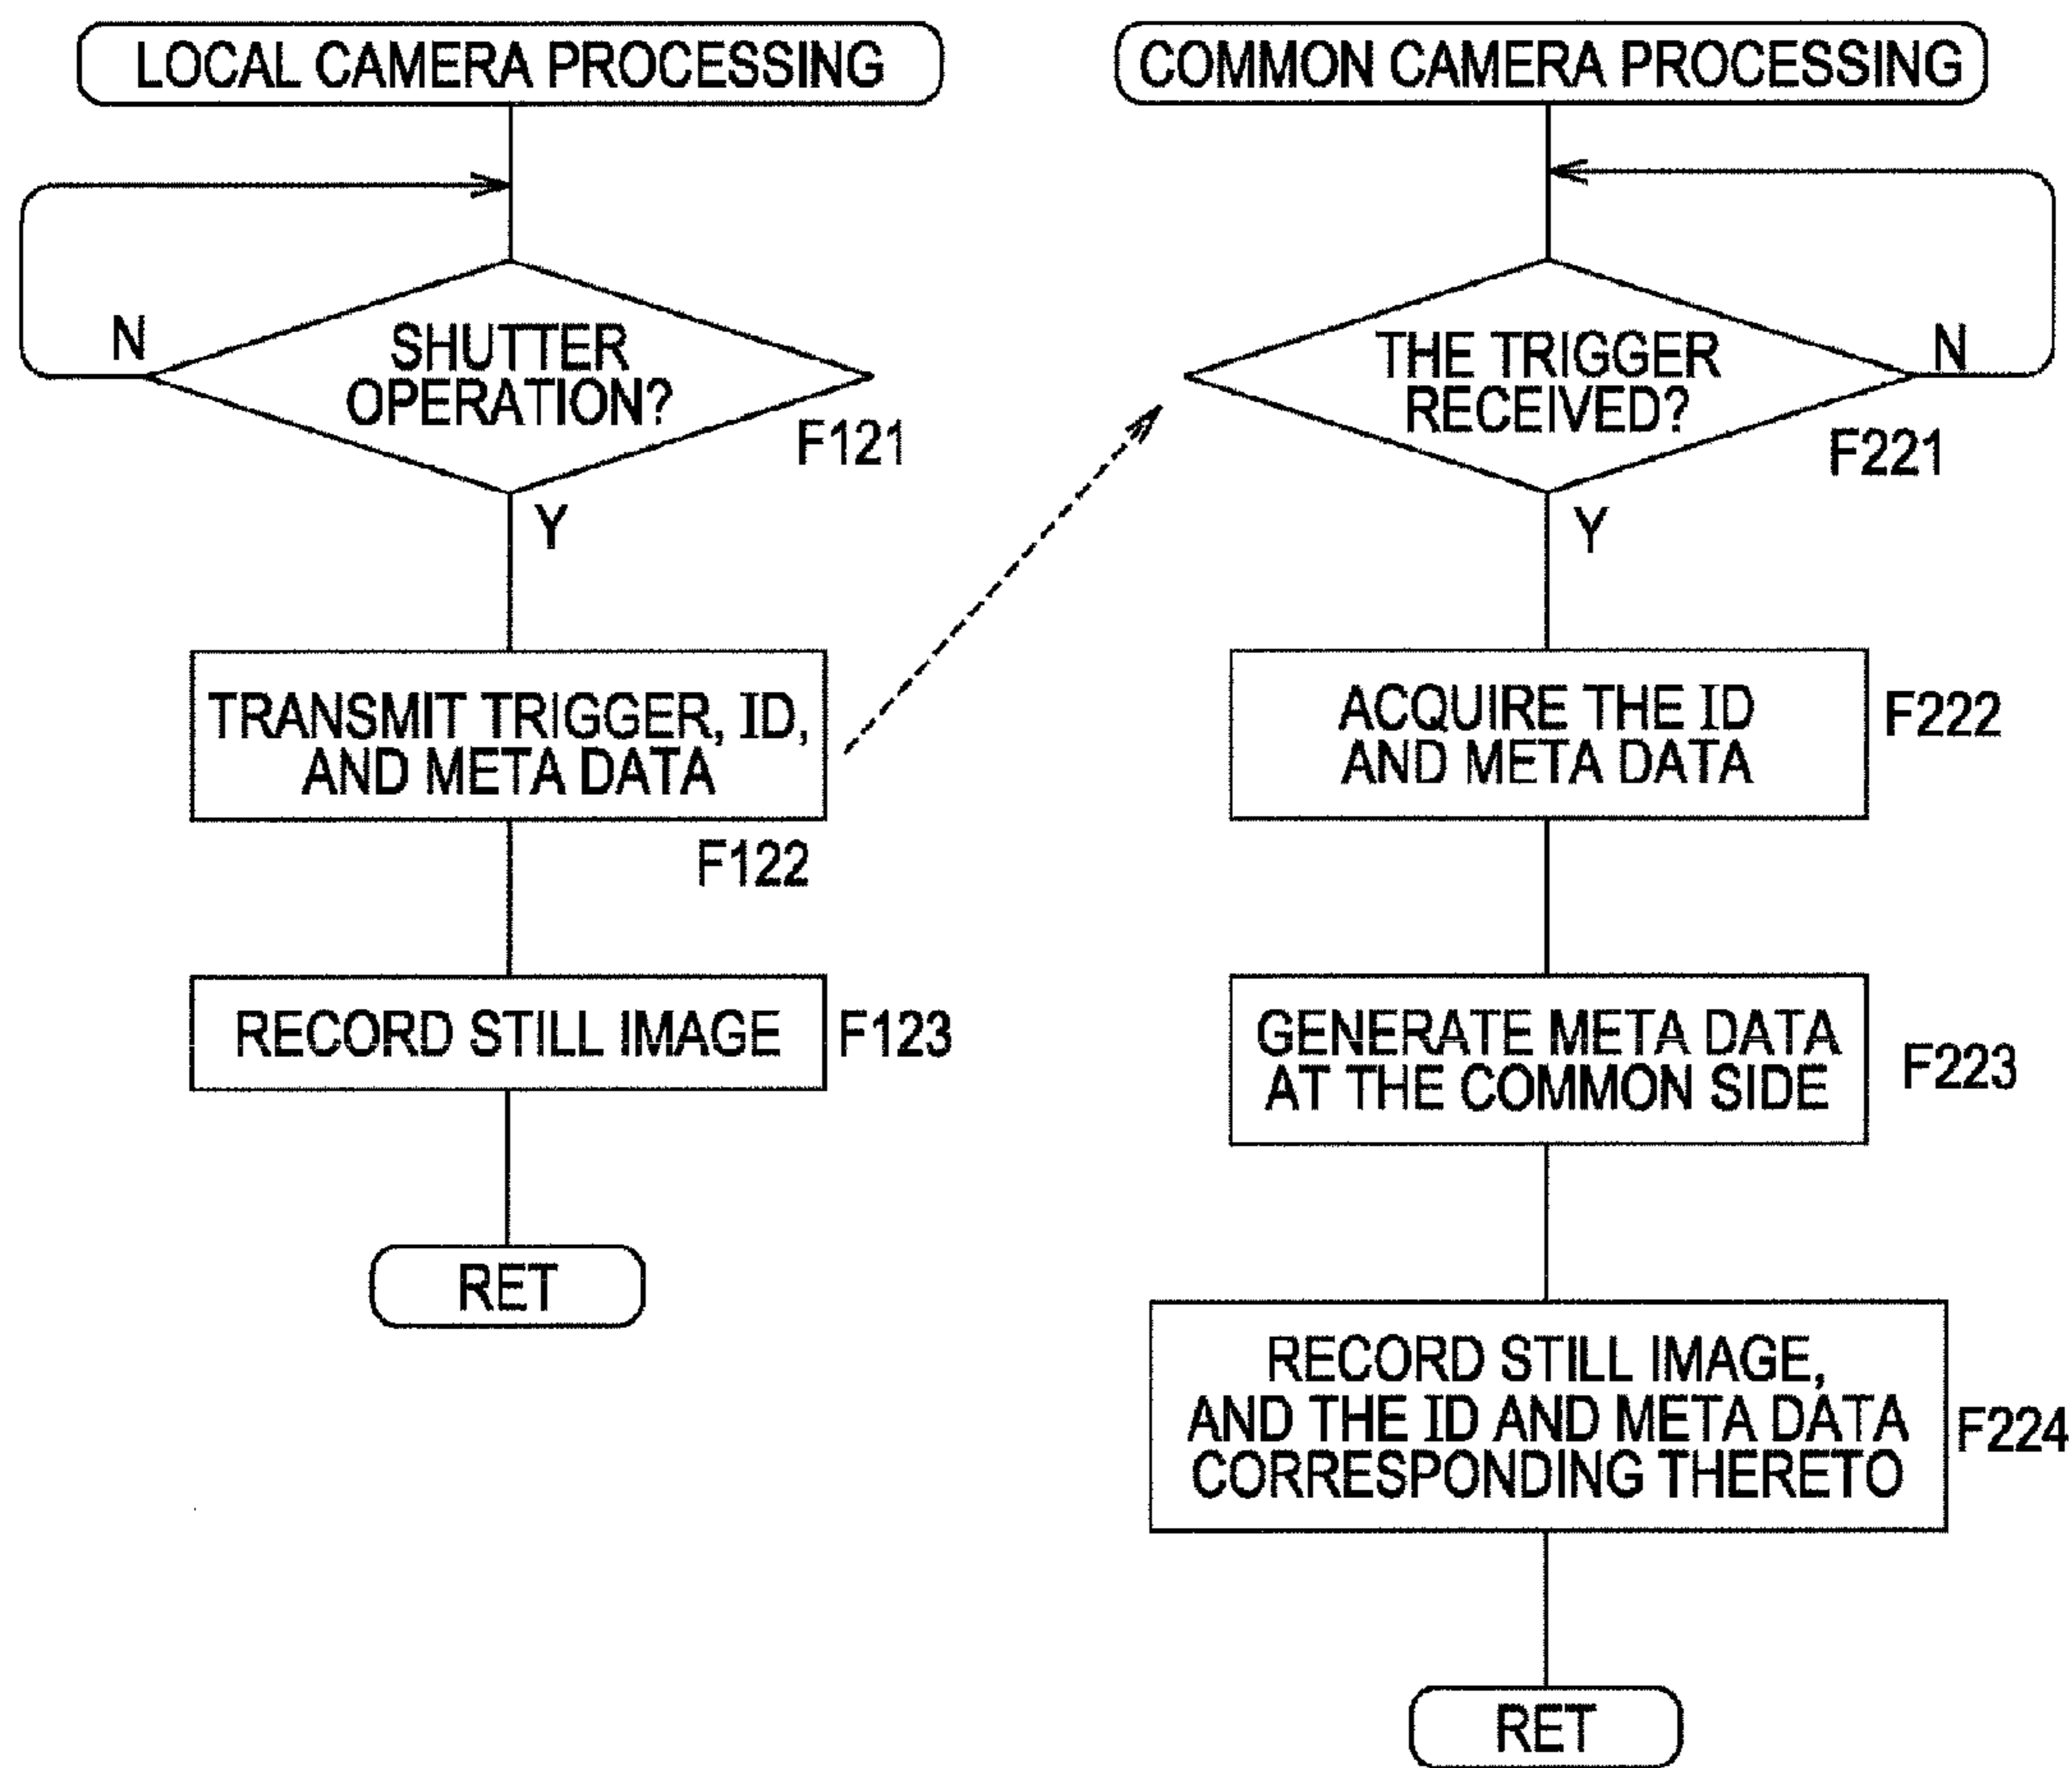 LOCAL CAMERA PROCESSING
N
SHUTTER
OPERATION?
F121
Y
TRANSMIT TRIGGER, ID,
AND META DATA
F122
RECORD STILL IMAGE
F123
RET
COMMON CAMERA PROCESSING
THE TRIGGER
RECEIVED?
N
F221
Y
ACQUIRE THE ID
AND META DATA
F222
GENERATE META DATA
AT THE COMMON SIDE
F223
RECORD STILL IMAGE,
AND THE ID AND META DATA
CORRESPONDING THERETO
F224
RET